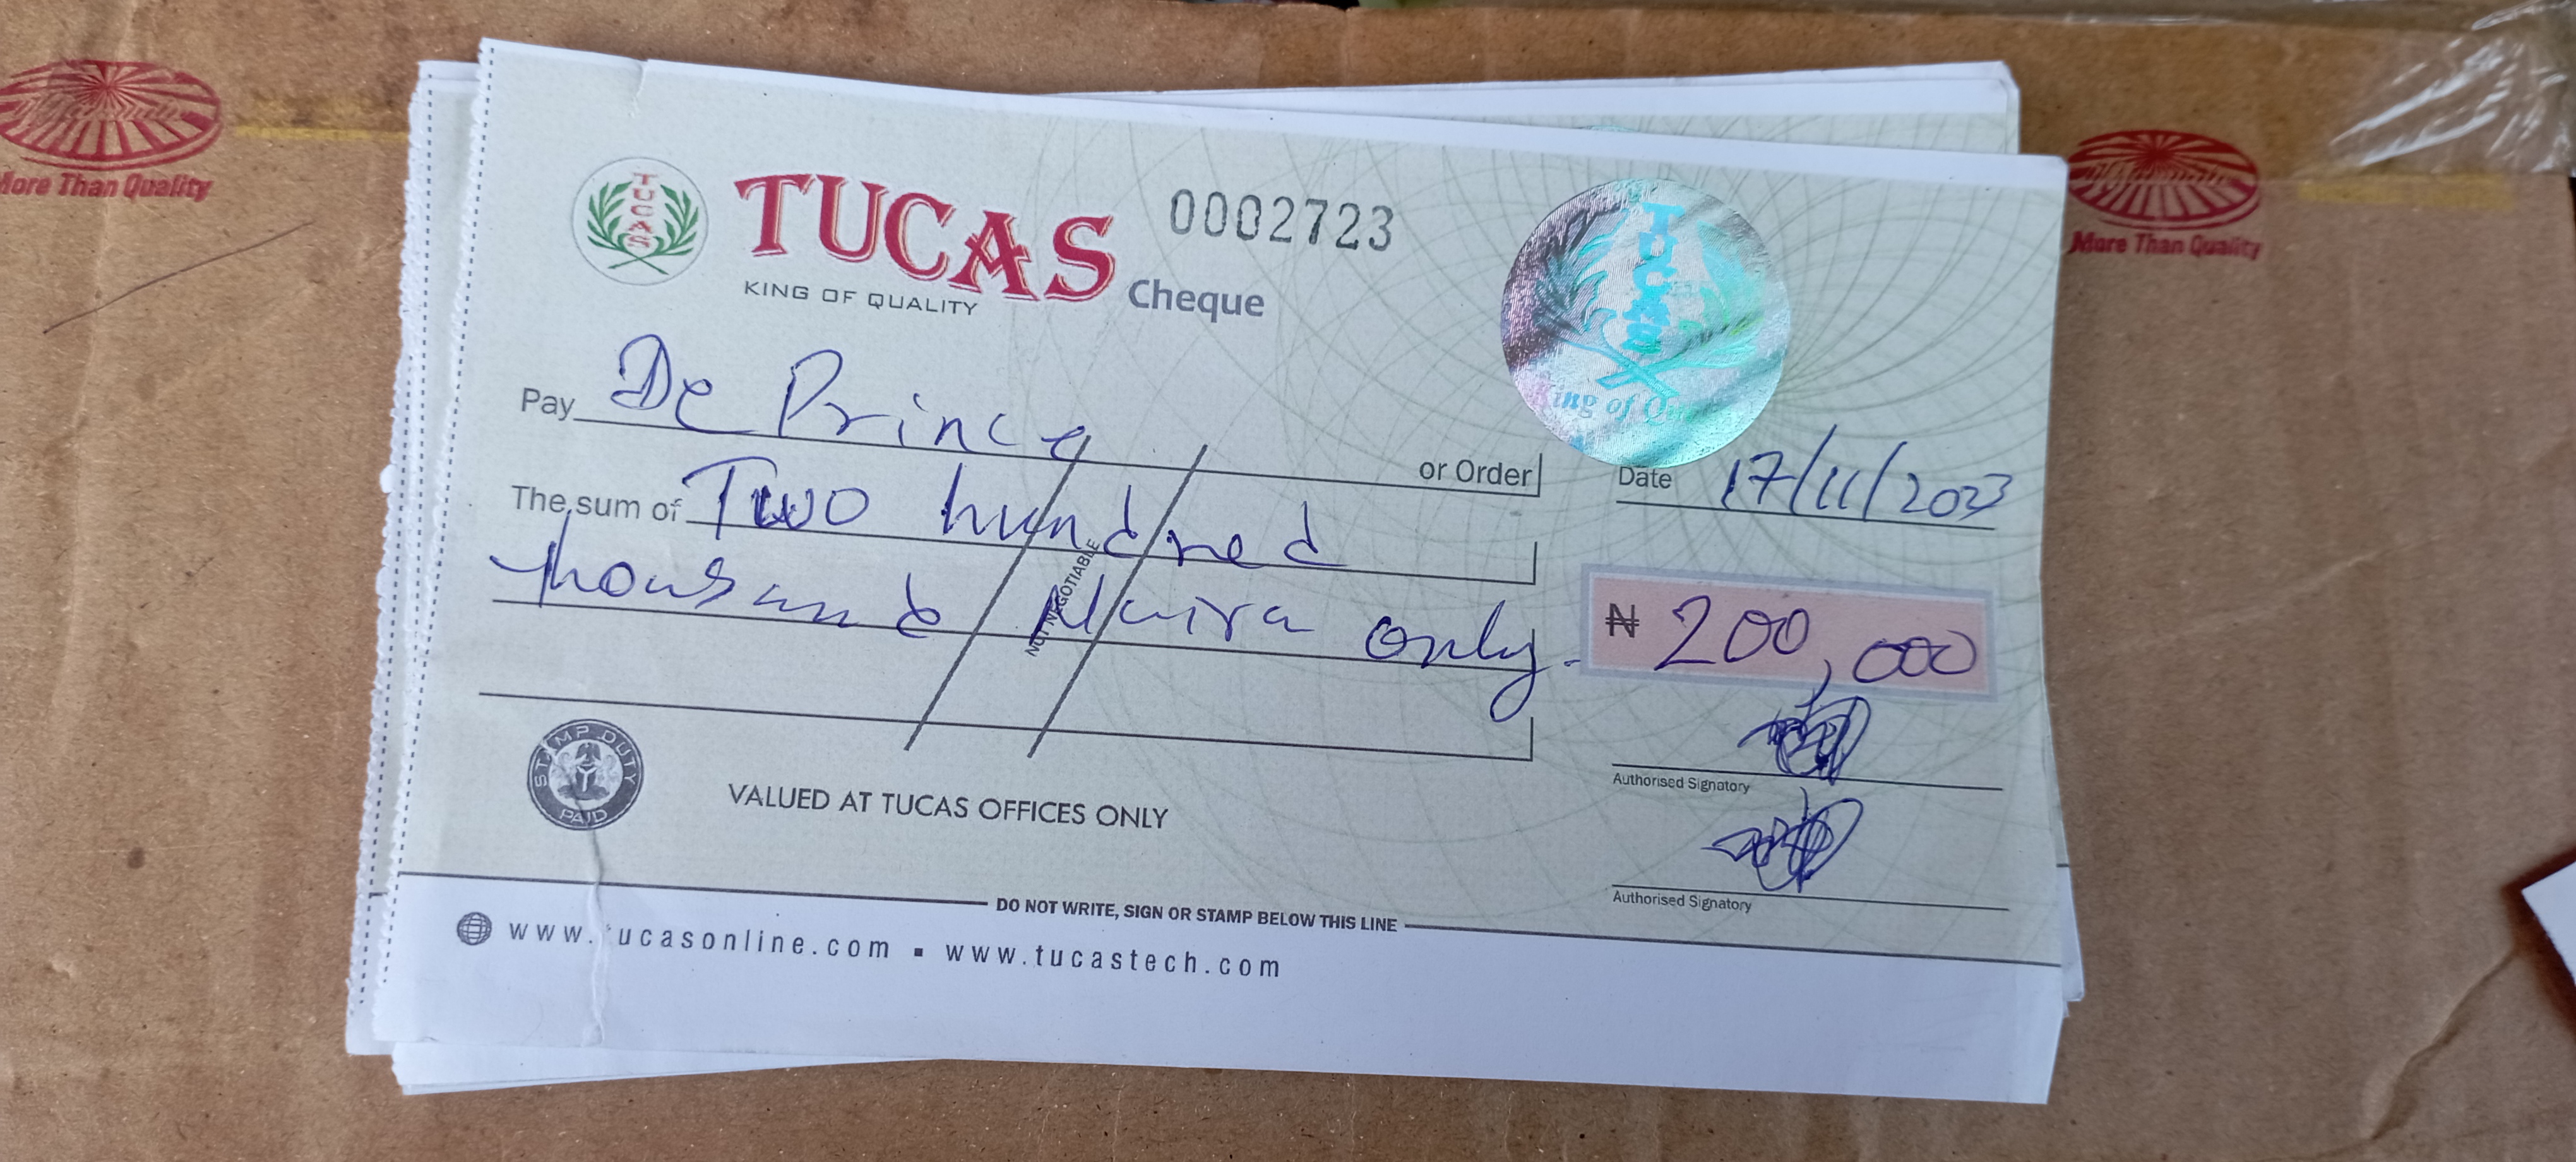 TUCAS
TUCAS 0002723
KING OF QUALITY
Cheque
TUCAS
King of
Pay De Prince or Order
Date 17/11/2023
The sum of Two hundred
thousand Naira only.
₦ 200,000
NOT NEGOTIABLE
Authorised Signatory
Authorised Signatory
STAMP DUTY
PAID
VALUED AT TUCAS OFFICES ONLY
DO NOT WRITE, SIGN OR STAMP BELOW THIS LINE
www. ucasonline.com ▪ www.tucastech.com
More Than Quality
More Than Quality